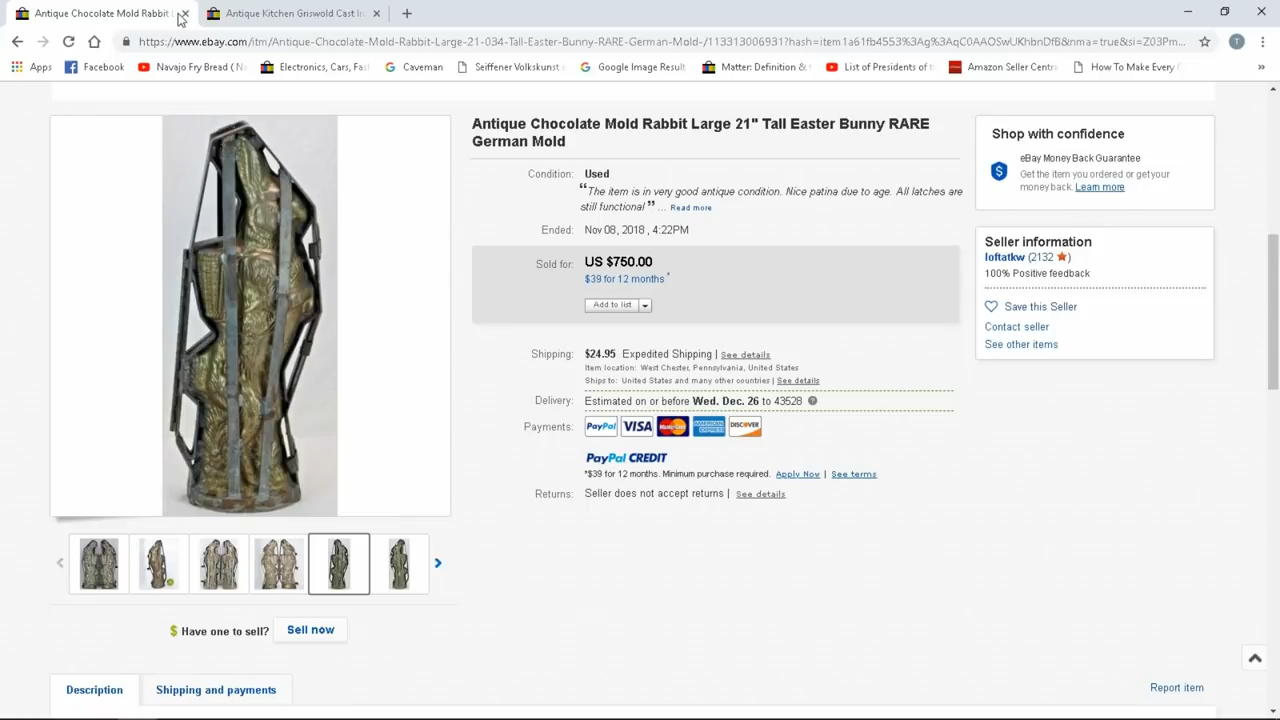 Antique Chocolate Mold Rabbit L
Antique Kitchen Griswold Cast Iro
https://www.ebay.com/itm/Antique-Chocolate-Mold-Rabbit-Large-21-034-Tall-Easter-Bunny-RARE-German-Mold-/113313006931?hash=item1a61fb4553%3Ag%3AqC0AAOSwUKhbnDfB&nma=true&si=Z03Pm...
T
Apps Facebook Navajo Fry Bread ( Na Electronics, Cars, Fas Caveman Seiffener Volkskunst e Google Image Result Matter: Definition & List of Presidents of t Amazon Seller Centra How To Make Every G »
Antique Chocolate Mold Rabbit Large 21" Tall Easter Bunny RARE
German Mold
Condition: Used
“The item is in very good antique condition. Nice patina due to age. All latches are
still functional” ... Read more
Ended: Nov 08, 2018 , 4:22PM
Sold for: US $750.00
$39 for 12 months*
Add to list
Shipping: $24.95 Expedited Shipping | See details
Item location: West Chester, Pennsylvania, United States
Ships to: United States and many other countries | See details
Delivery: Estimated on or before Wed. Dec. 26 to 43528
Payments: PayPal VISA MasterCard AMERICAN EXPRESS DISCOVER
PayPal CREDIT
*$39 for 12 months. Minimum purchase required. Apply Now | See terms
Returns: Seller does not accept returns | See details
Shop with confidence
eBay Money Back Guarantee
Get the item you ordered or get your
money back. Learn more
Seller information
loftatkw (2132 ★)
100% Positive feedback
Save this Seller
Contact seller
See other items
$ Have one to sell? Sell now
Description
Shipping and payments
Report item